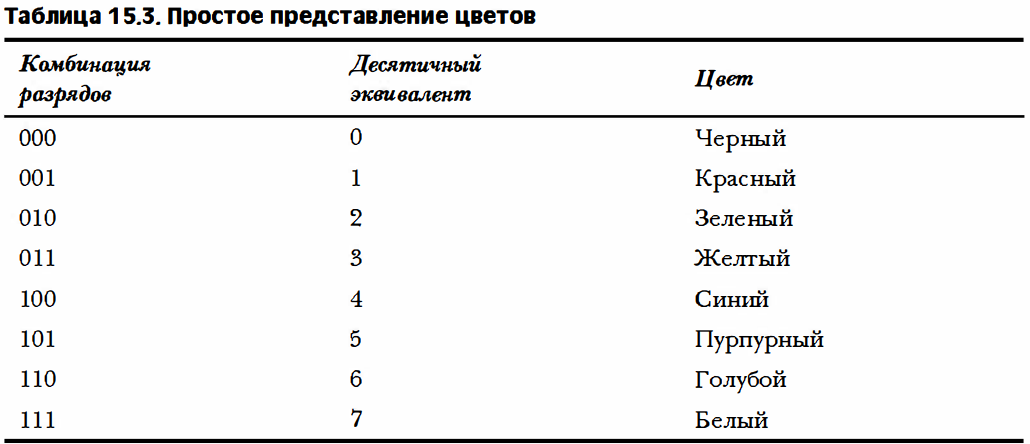 Таблица 15.3. Простое представление цветов
Комбинация разрядов Десятичный эквивалент Цвет
000 0 Черный
001 1 Красный
010 2 Зеленый
011 3 Желтый
100 4 Синий
101 5 Пурпурный
110 6 Голубой
111 7 Белый